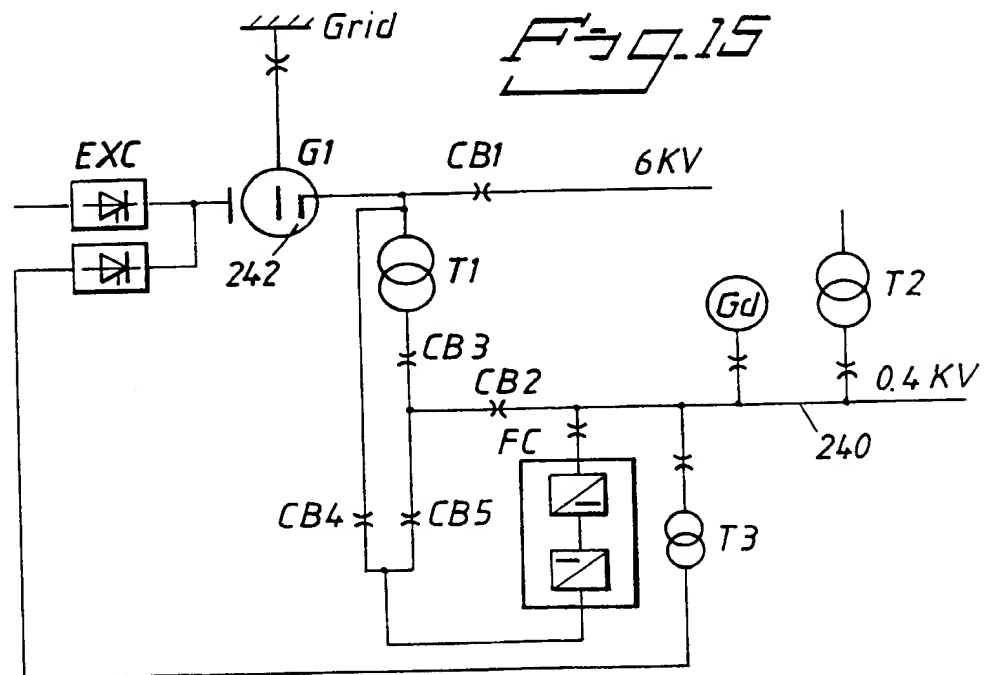 Grid
Fig. 15
EXC
G1
CB1
6KV
242
T1
Gd
T2
CB3
CB2
0.4 KV
FC
240
CB4
CB5
T3